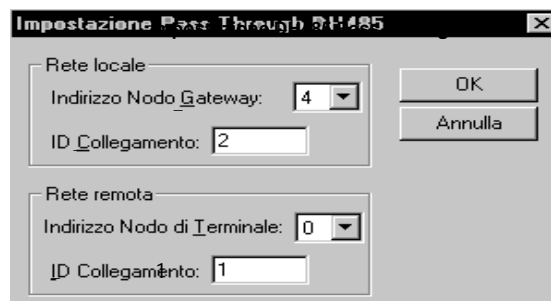 Impostazione Pass Through DH485
Rete locale
Indirizzo Nodo Gateway: 4
OK
ID Collegamento: 2
Annulla
Rete remota
Indirizzo Nodo di Terminale: 0
ID Collegamento: 1